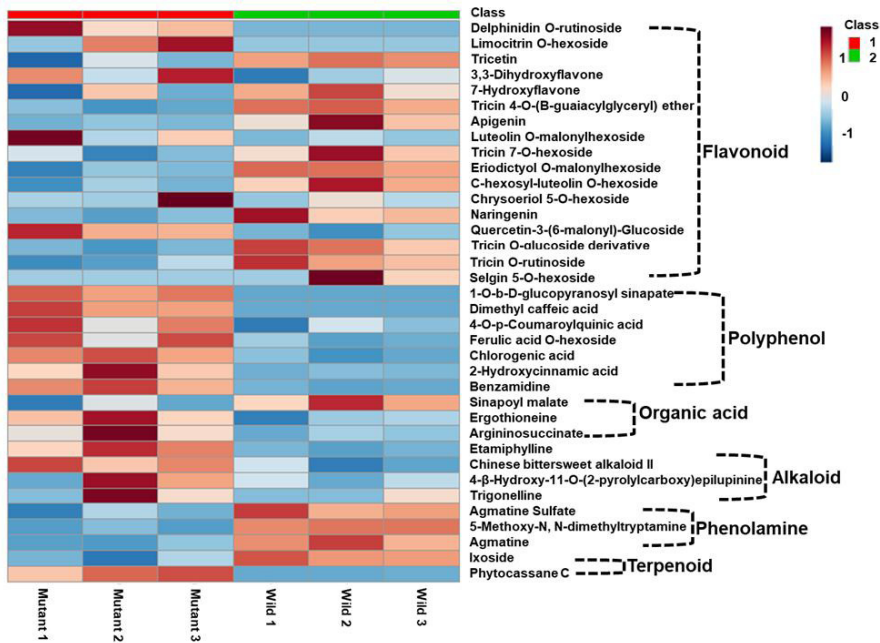 Class
Delphinidin O-rutinoside
Limocitrin O-hexoside
Tricetin
3,3-Dihydroxyflavone
7-Hydroxyflavone
Tricin 4-O-(B-guaiacylglyceryl) ether
Apigenin
Luteolin O-malonylhexoside
Tricin 7-O-hexoside
Eriodictyol O-malonylhexoside
C-hexosyl-luteolin O-hexoside
Chrysoeriol 5-O-hexoside
Naringenin
Quercetin-3-(6-malonyl)-Glucoside
Tricin O-glucoside derivative
Tricin O-rutinoside
Selgin 5-O-hexoside
1-O-b-D-glucopyranosyl sinapate
Dimethyl caffeic acid
4-O-p-Coumaroylquinic acid
Ferulic acid O-hexoside
Chlorogenic acid
2-Hydroxycinnamic acid
Benzamidine
Sinapoyl malate
Ergothioneine
Argininosuccinate
Etamiphylline
Chinese bittersweet alkaloid II
4-β-Hydroxy-11-O-(2-pyrolylcarboxy)epilupinine
Trigonelline
Agmatine Sulfate
5-Methoxy-N, N-dimethyltryptamine
Agmatine
Ixoside
Phytocassane C
Flavonoid
Polyphenol
Organic acid
Alkaloid
Phenolamine
Terpenoid
Class
1
2
1
0
-1
Mutant 1
Mutant 2
Mutant 3
Wild 1
Wild 2
Wild 3